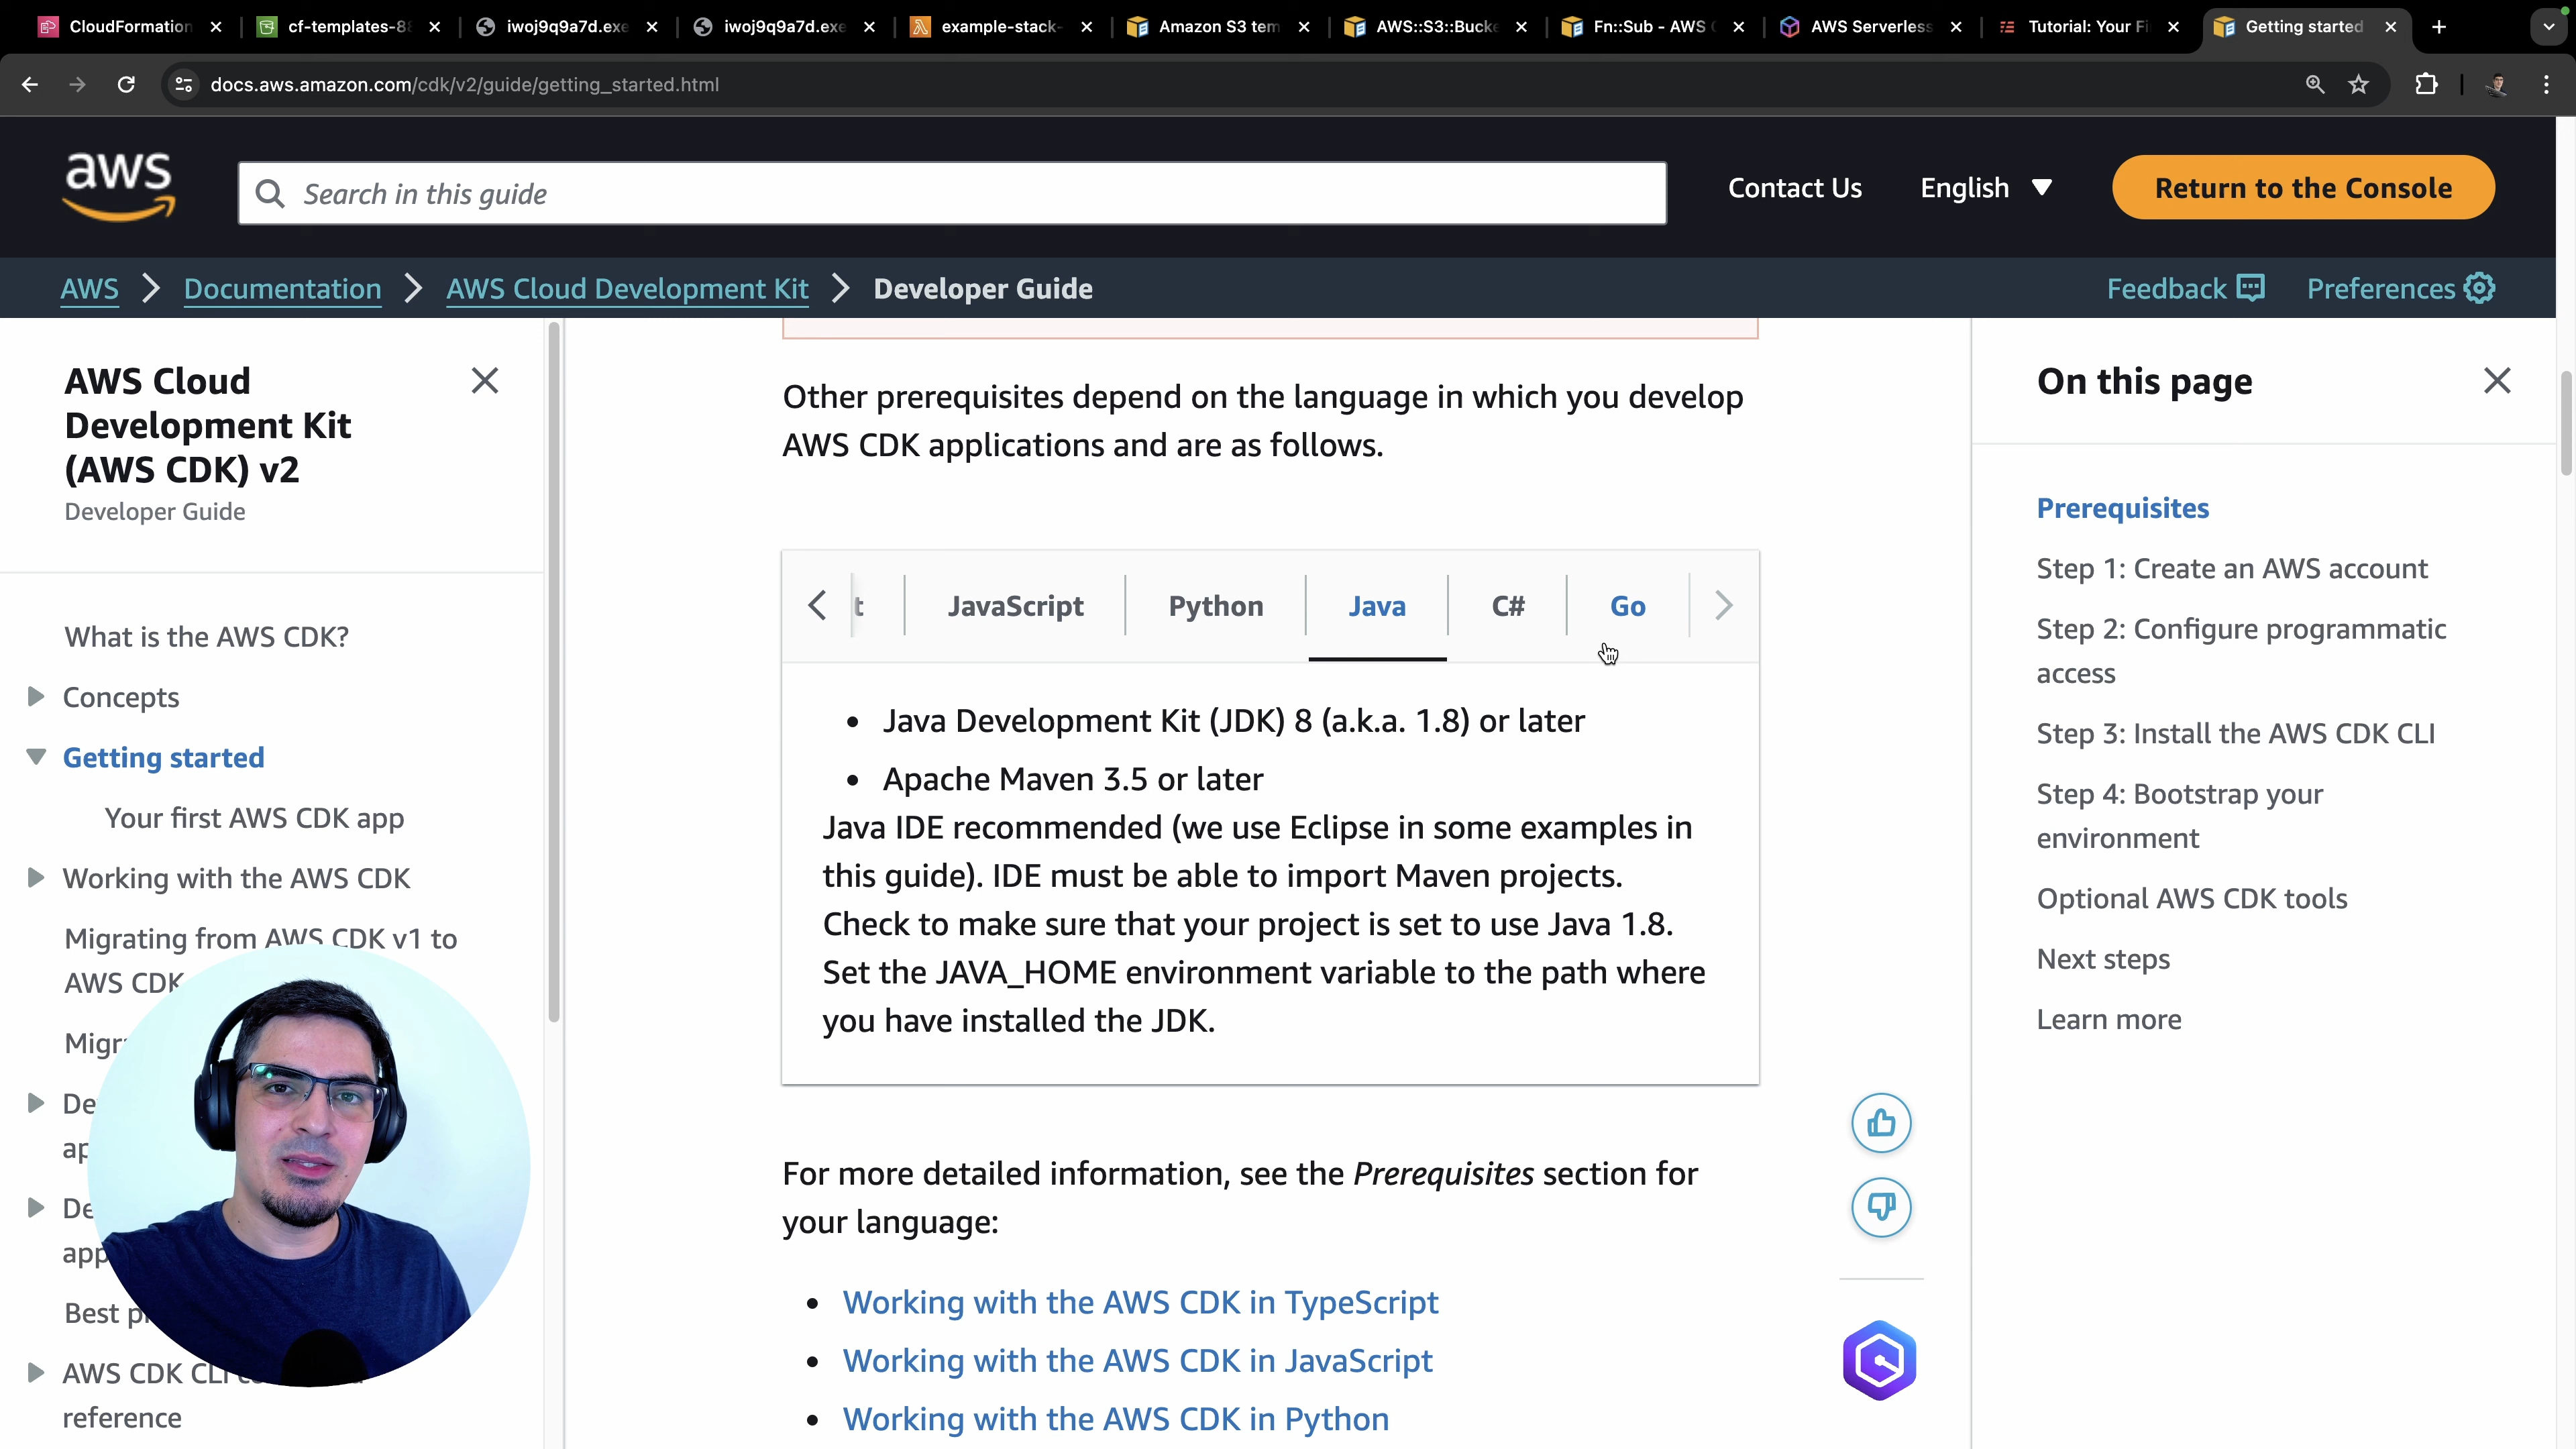 CloudFormation
cf-templates-88
iwoj9q9a7d.exe
iwoj9q9a7d.exe
example-stack-
Amazon S3 tem
AWS::S3::Bucke
Fn::Sub - AWS
AWS Serverless
Tutorial: Your Fi
Getting started
docs.aws.amazon.com/cdk/v2/guide/getting_started.html
aws
Search in this guide
Contact Us
English
Return to the Console
AWS
Documentation
AWS Cloud Development Kit
Developer Guide
Feedback
Preferences
AWS Cloud
Development Kit
(AWS CDK) v2
Developer Guide
What is the AWS CDK?
Concepts
Getting started
Your first AWS CDK app
Working with the AWS CDK
Migrating from AWS CDK v1 to
AWS CDK
Migr
De
ap
De
app
Best p
AWS CDK CLI
reference
Other prerequisites depend on the language in which you develop
AWS CDK applications and are as follows.
t
JavaScript
Python
Java
C#
Go
• Java Development Kit (JDK) 8 (a.k.a. 1.8) or later
• Apache Maven 3.5 or later
Java IDE recommended (we use Eclipse in some examples in
this guide). IDE must be able to import Maven projects.
Check to make sure that your project is set to use Java 1.8.
Set the JAVA_HOME environment variable to the path where
you have installed the JDK.
For more detailed information, see the Prerequisites section for
your language:
• Working with the AWS CDK in TypeScript
• Working with the AWS CDK in JavaScript
• Working with the AWS CDK in Python
On this page
Prerequisites
Step 1: Create an AWS account
Step 2: Configure programmatic
access
Step 3: Install the AWS CDK CLI
Step 4: Bootstrap your
environment
Optional AWS CDK tools
Next steps
Learn more